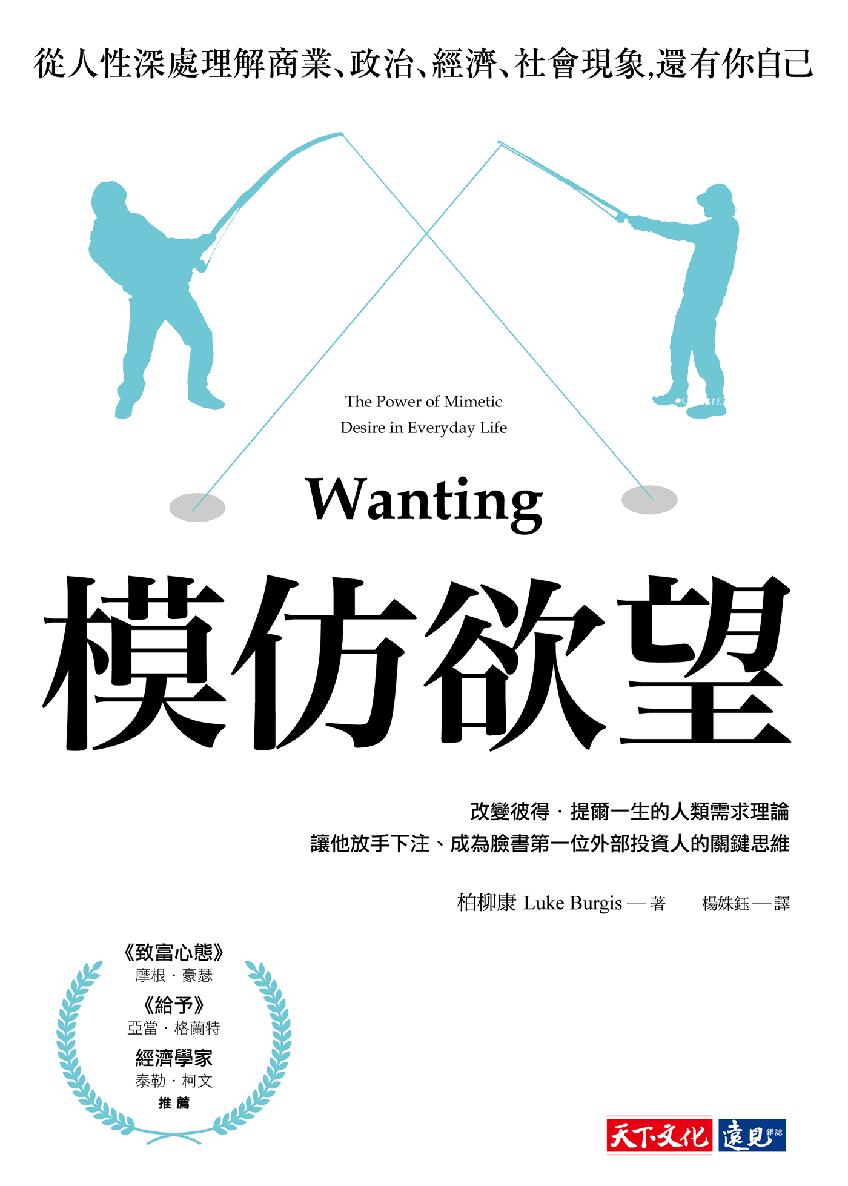 從人性深處理解商業、政治、經濟、社會現象,還有你自己
The Power of Mimetic
Desire in Everyday Life
Wanting
模仿欲望
改變彼得．提爾一生的人類需求理論
讓他放手下注、成為臉書第一位外部投資人的關鍵思維
柏柳康 Luke Burgis — 著 楊姝鈺 — 譯
《致富心態》
摩根．豪瑟
《給予》
亞當．格蘭特
經濟學家
泰勒．柯文
推薦
天下文化 遠見雜誌